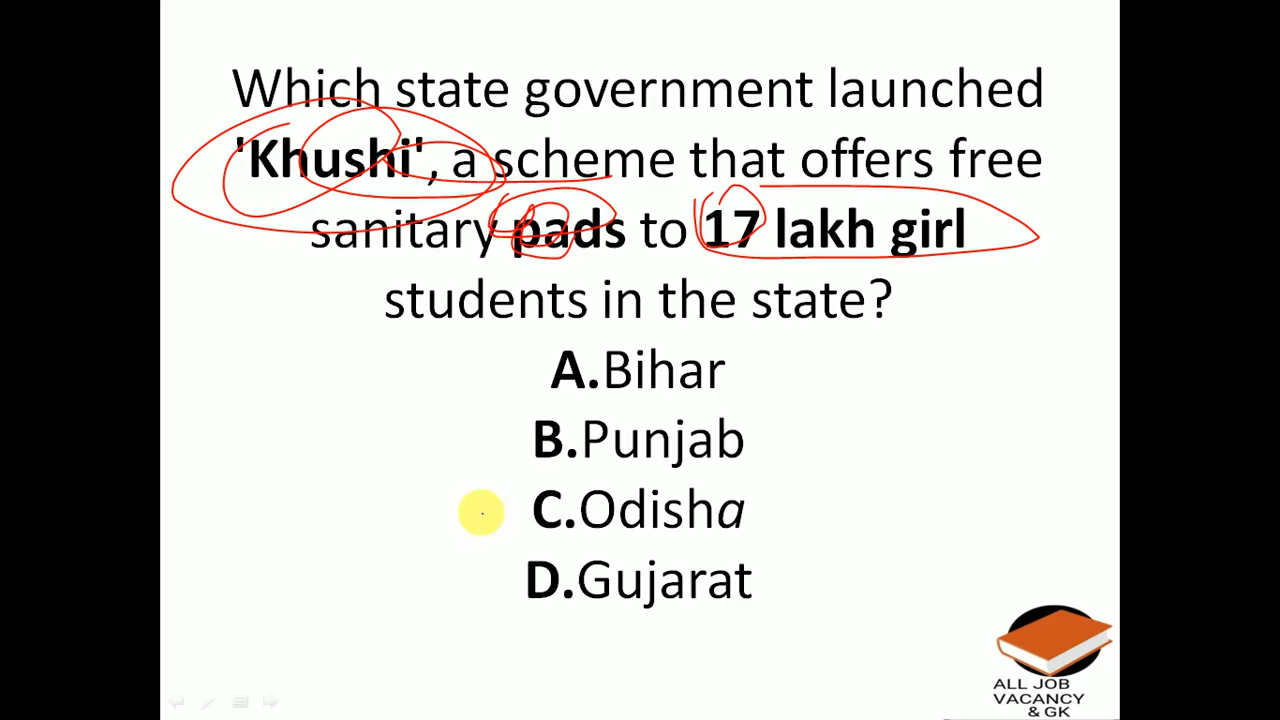 Which state government launched
'Khushi', a scheme that offers free
sanitary pads to 17 lakh girl
students in the state?
A.Bihar
B.Punjab
C.Odisha
D.Gujarat
ALL JOB
VACANCY
& GK